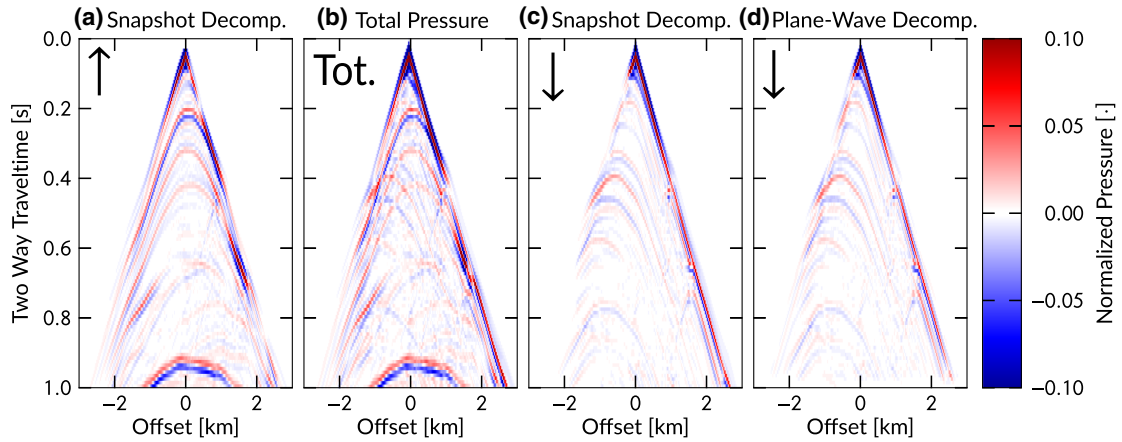 (a) Snapshot Decomp.
(b) Total Pressure
(c) Snapshot Decomp.
(d) Plane-Wave Decomp.
Tot.
0.0
0.2
0.4
0.6
0.8
1.0
Two Way Traveltime [s]
−2 0 2
−2 0 2
−2 0 2
−2 0 2
Offset [km]
Offset [km]
Offset [km]
Offset [km]
0.10
0.05
0.00
−0.05
−0.10
Normalized Pressure [·]